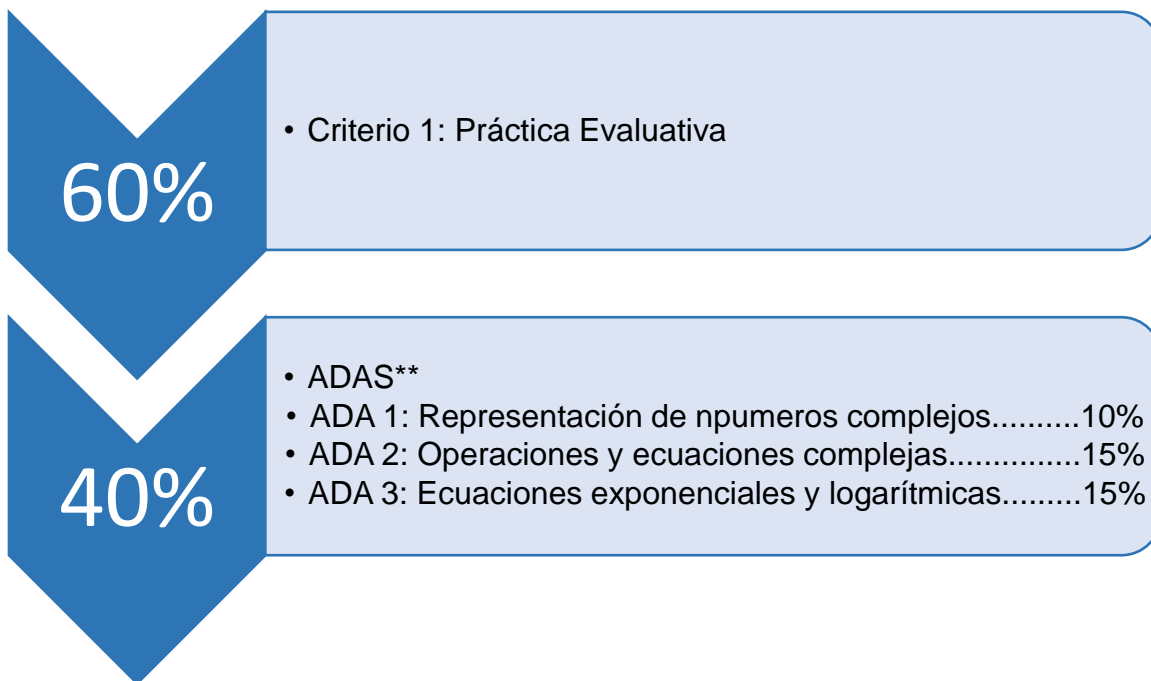 60%
• Criterio 1: Práctica Evaluativa
40%
• ADAS**
• ADA 1: Representación de npumeros complejos..........10%
• ADA 2: Operaciones y ecuaciones complejas...............15%
• ADA 3: Ecuaciones exponenciales y logarítmicas.........15%